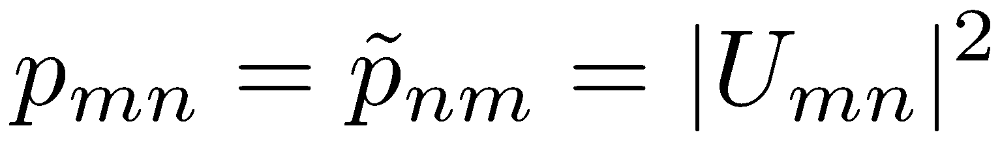 $p_{mn} = \tilde{p}_{nm} = |U_{mn}|^2$